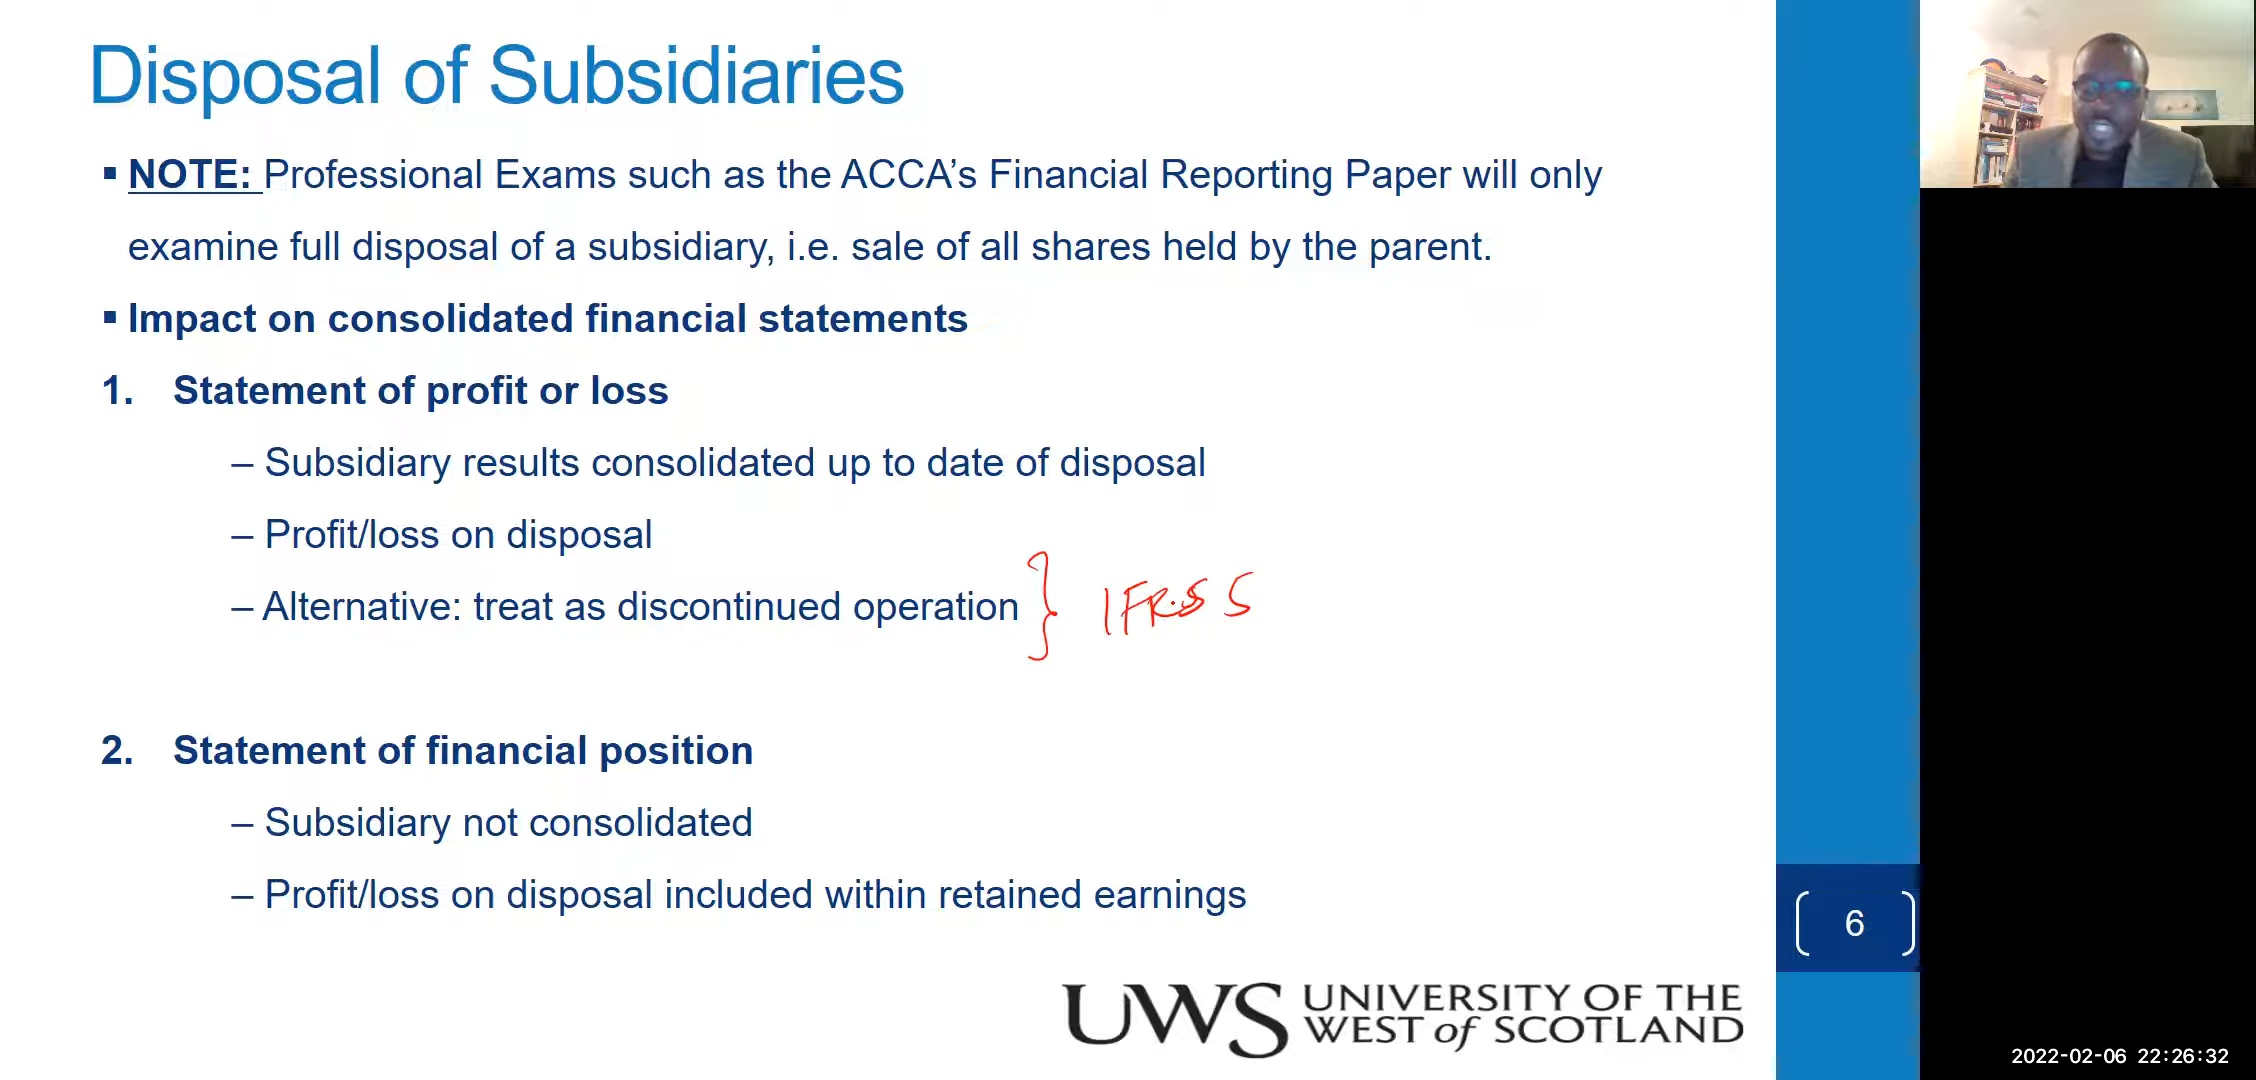 Disposal of Subsidiaries
▪ NOTE: Professional Exams such as the ACCA’s Financial Reporting Paper will only
examine full disposal of a subsidiary, i.e. sale of all shares held by the parent.
▪ Impact on consolidated financial statements
1. Statement of profit or loss
– Subsidiary results consolidated up to date of disposal
– Profit/loss on disposal
– Alternative: treat as discontinued operation
IFRS 5
2. Statement of financial position
– Subsidiary not consolidated
– Profit/loss on disposal included within retained earnings
6
UWS UNIVERSITY OF THE
WEST of SCOTLAND
2022-02-06 22:26:32